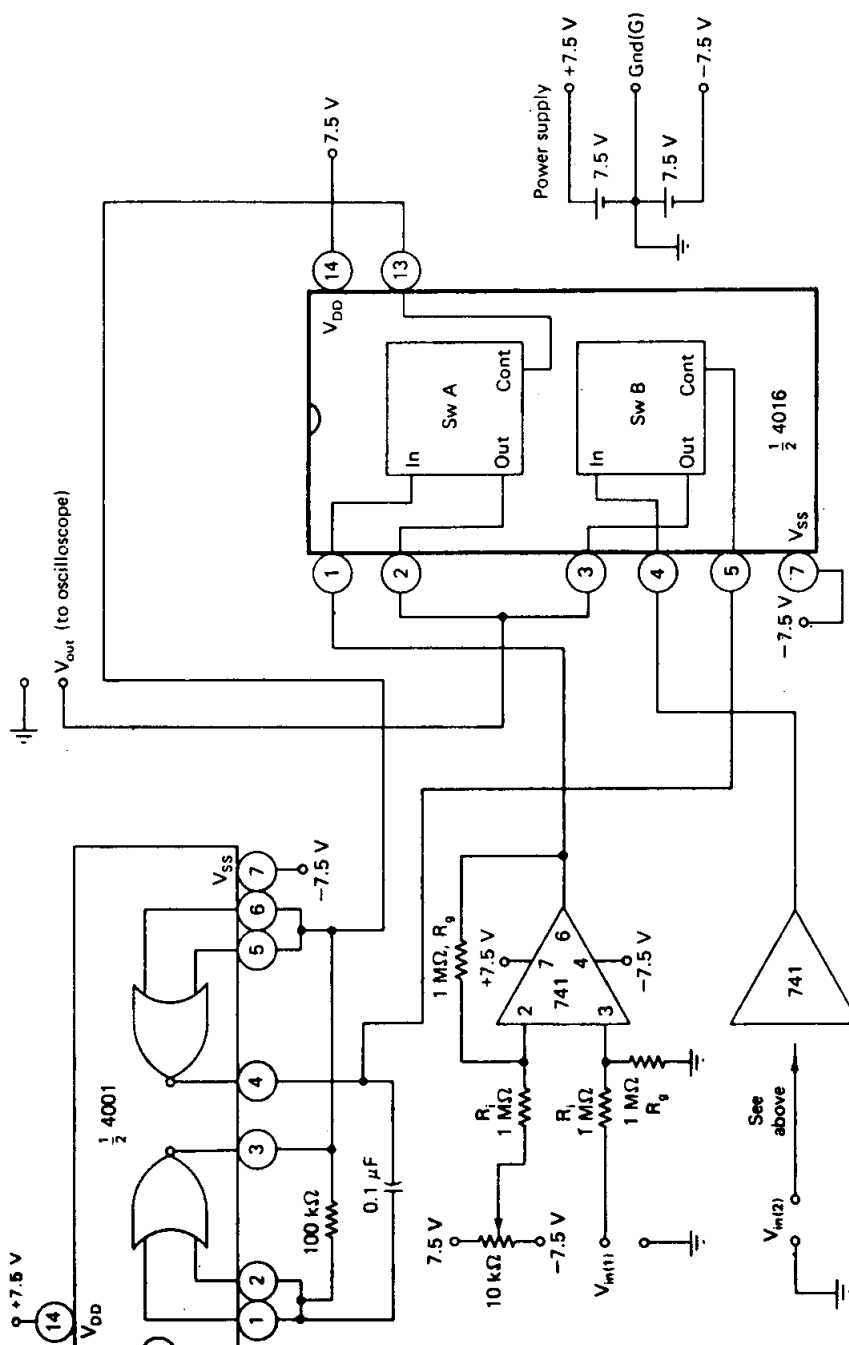 +7.5 V
14
V_DD
1
2
3
4
5
6
7
V_SS
-7.5 V
½ 4001
100 kΩ
0.1 μF
V_out (to oscilloscope)
7.5 V
10 kΩ
-7.5 V
V_in(1)
R_i
1 MΩ
R_i
1 MΩ
1 MΩ
R_g
1 MΩ, R_g
+7.5 V
7
2
741
6
3
4
-7.5 V
V_in(2)
See
above
741
1
2
3
4
5
7
V_SS
-7.5 V
In
Out
Sw A
Cont
In
Out
Sw B
Cont
½ 4016
V_DD
14
13
7.5 V
Power supply
+7.5 V
7.5 V
Gnd(G)
7.5 V
-7.5 V